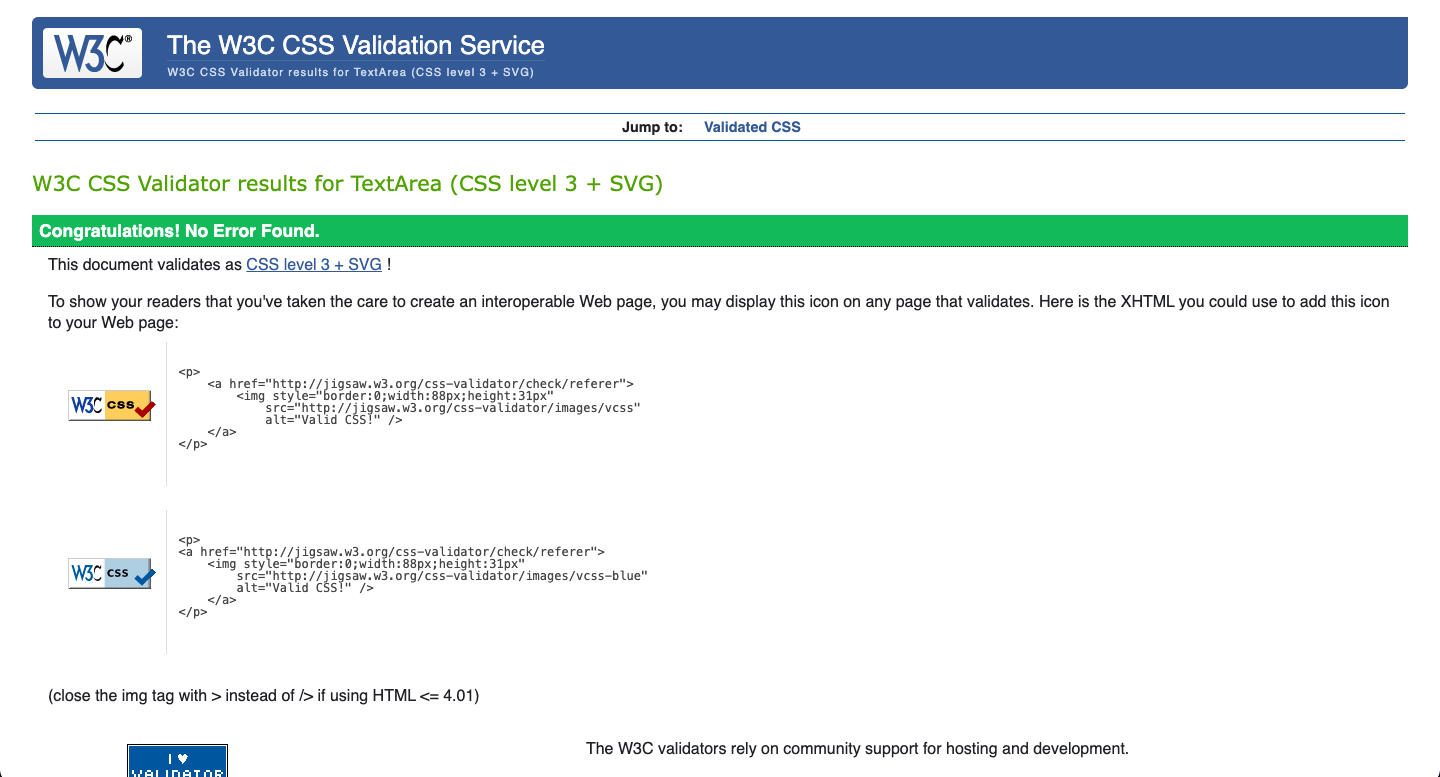 W3C®
The W3C CSS Validation Service
W3C CSS Validator results for TextArea (CSS level 3 + SVG)
Jump to: Validated CSS
W3C CSS Validator results for TextArea (CSS level 3 + SVG)
Congratulations! No Error Found.
This document validates as CSS level 3 + SVG !
To show your readers that you've taken the care to create an interoperable Web page, you may display this icon on any page that validates. Here is the XHTML you could use to add this icon
to your Web page:
W3C CSS
<p>
    <a href="http://jigsaw.w3.org/css-validator/check/referer">
        <img style="border:0;width:88px;height:31px"
            src="http://jigsaw.w3.org/css-validator/images/vcss"
            alt="Valid CSS!" />
    </a>
</p>
W3C CSS
<p>
<a href="http://jigsaw.w3.org/css-validator/check/referer">
    <img style="border:0;width:88px;height:31px"
        src="http://jigsaw.w3.org/css-validator/images/vcss-blue"
        alt="Valid CSS!" />
    </a>
</p>
(close the img tag with > instead of /> if using HTML <= 4.01)
I ♥
VALIDATOR
The W3C validators rely on community support for hosting and development.